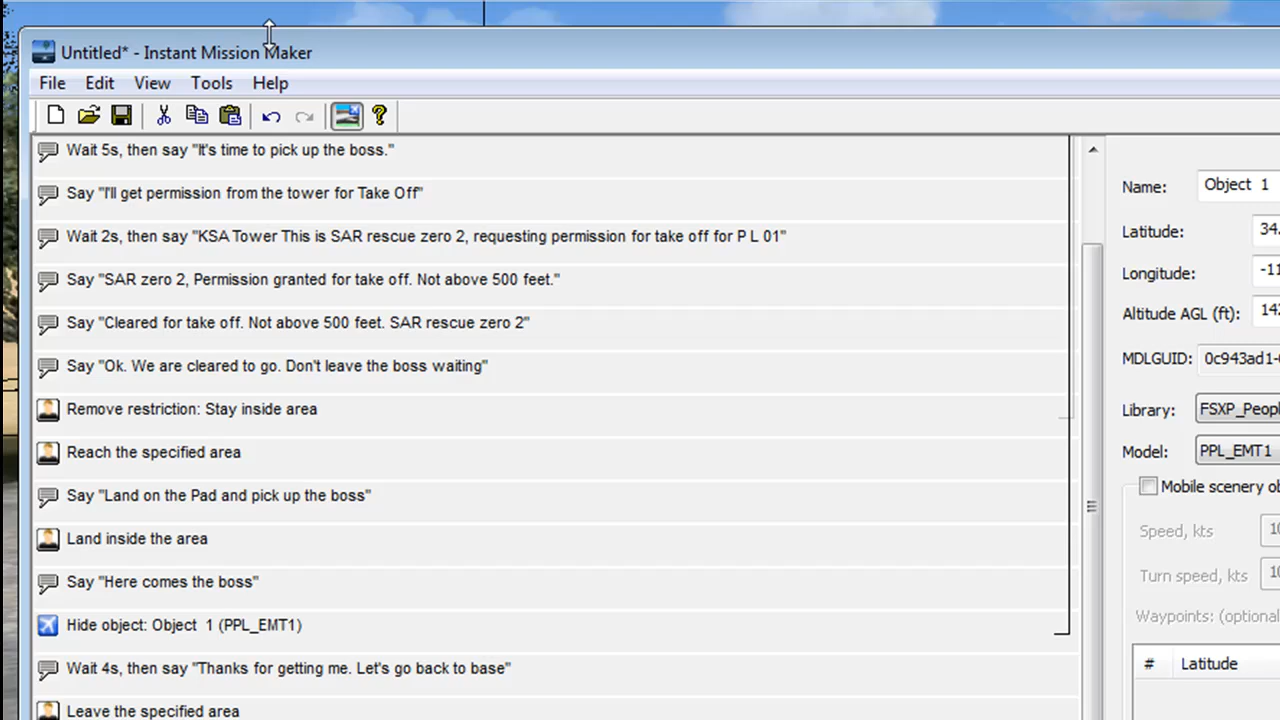 Untitled* - Instant Mission Maker
File Edit View Tools Help
Wait 5s, then say "It's time to pick up the boss."
Say "I'll get permission from the tower for Take Off"
Wait 2s, then say "KSA Tower This is SAR rescue zero 2, requesting permission for take off for P L 01"
Say "SAR zero 2, Permission granted for take off. Not above 500 feet."
Say "Cleared for take off. Not above 500 feet. SAR rescue zero 2"
Say "Ok. We are cleared to go. Don't leave the boss waiting"
Remove restriction: Stay inside area
Reach the specified area
Say "Land on the Pad and pick up the boss"
Land inside the area
Say "Here comes the boss"
Hide object: Object 1 (PPL_EMT1)
Wait 4s, then say "Thanks for getting me. Let's go back to base"
Leave the specified area
Name: Object 1
Latitude: 34.
Longitude: -11
Altitude AGL (ft): 142
MDLGUID: 0c943ad1-
Library: FSXP_Peopl
Model: PPL_EMT1
Mobile scenery ob
Speed, kts 10
Turn speed, kts 10
Waypoints: (optional
# Latitude